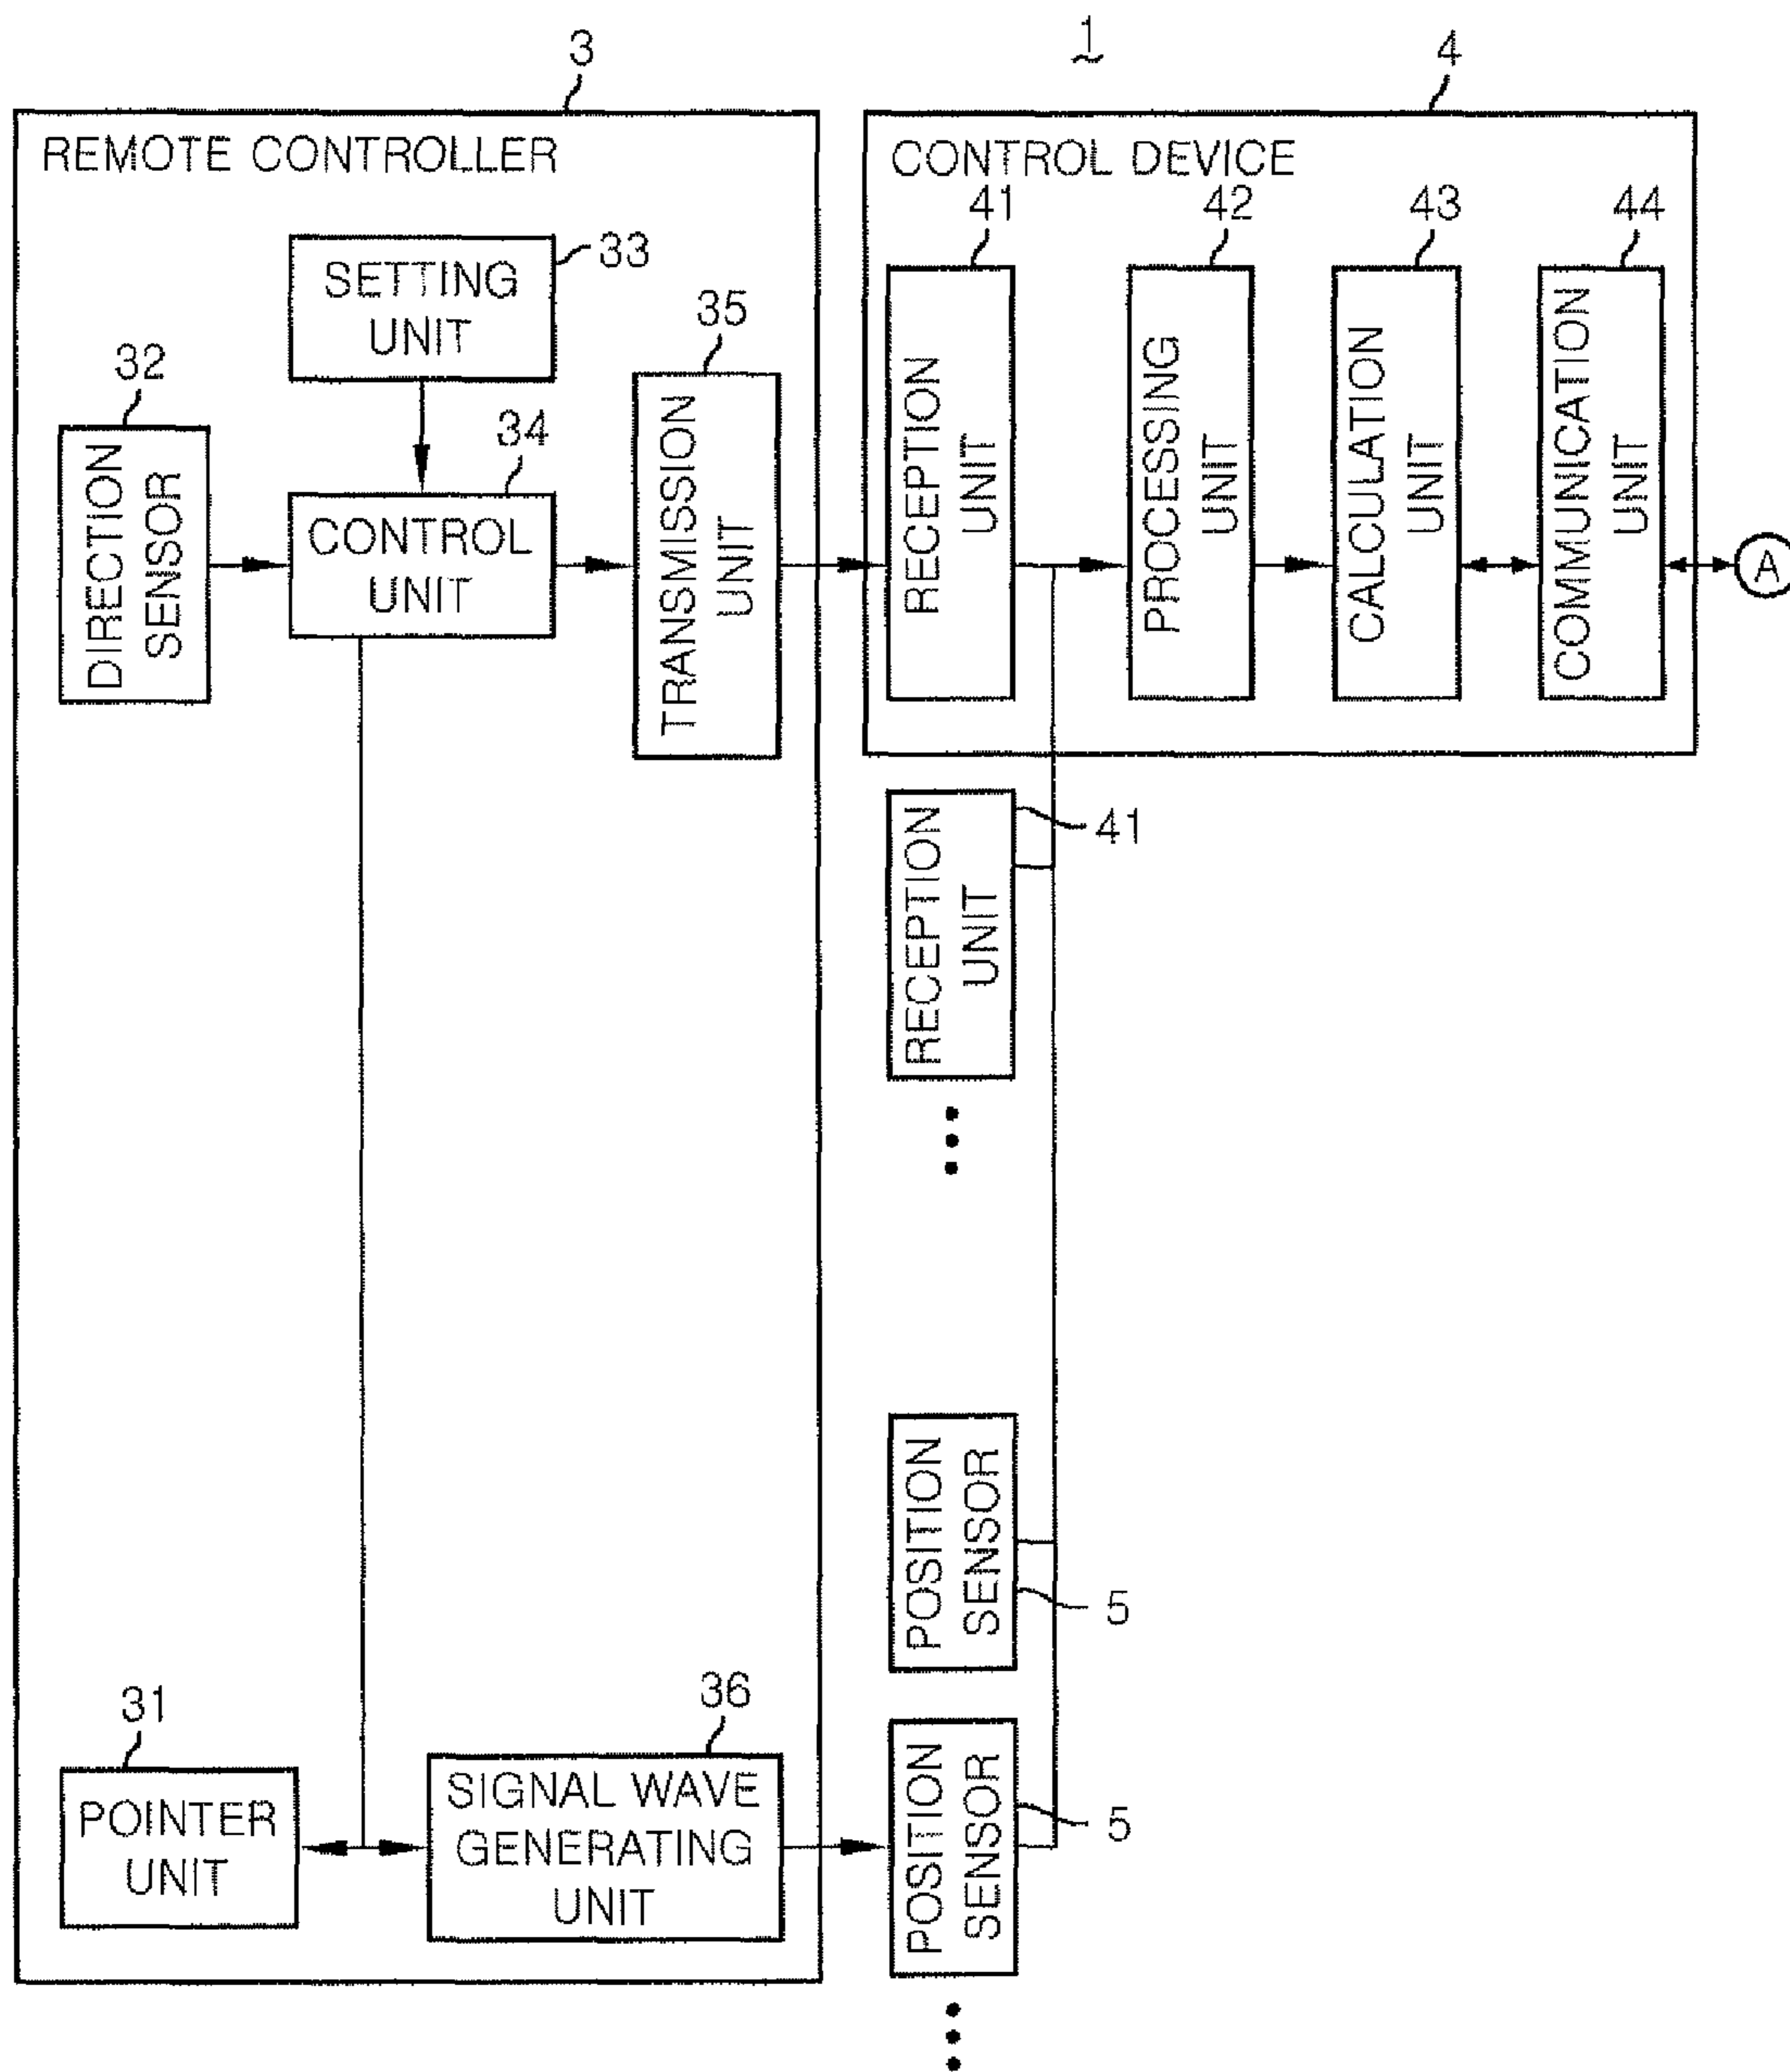 1
3
4
REMOTE CONTROLLER
CONTROL DEVICE
33
SETTING
UNIT
32
DIRECTION
SENSOR
34
CONTROL
UNIT
35
TRANSMISSION
UNIT
41
RECEPTION
UNIT
42
PROCESSING
UNIT
43
CALCULATION
UNIT
44
COMMUNICATION
UNIT
A
41
RECEPTION
UNIT
POSITION
SENSOR
5
31
POINTER
UNIT
36
SIGNAL WAVE
GENERATING
UNIT
POSITION
SENSOR
5